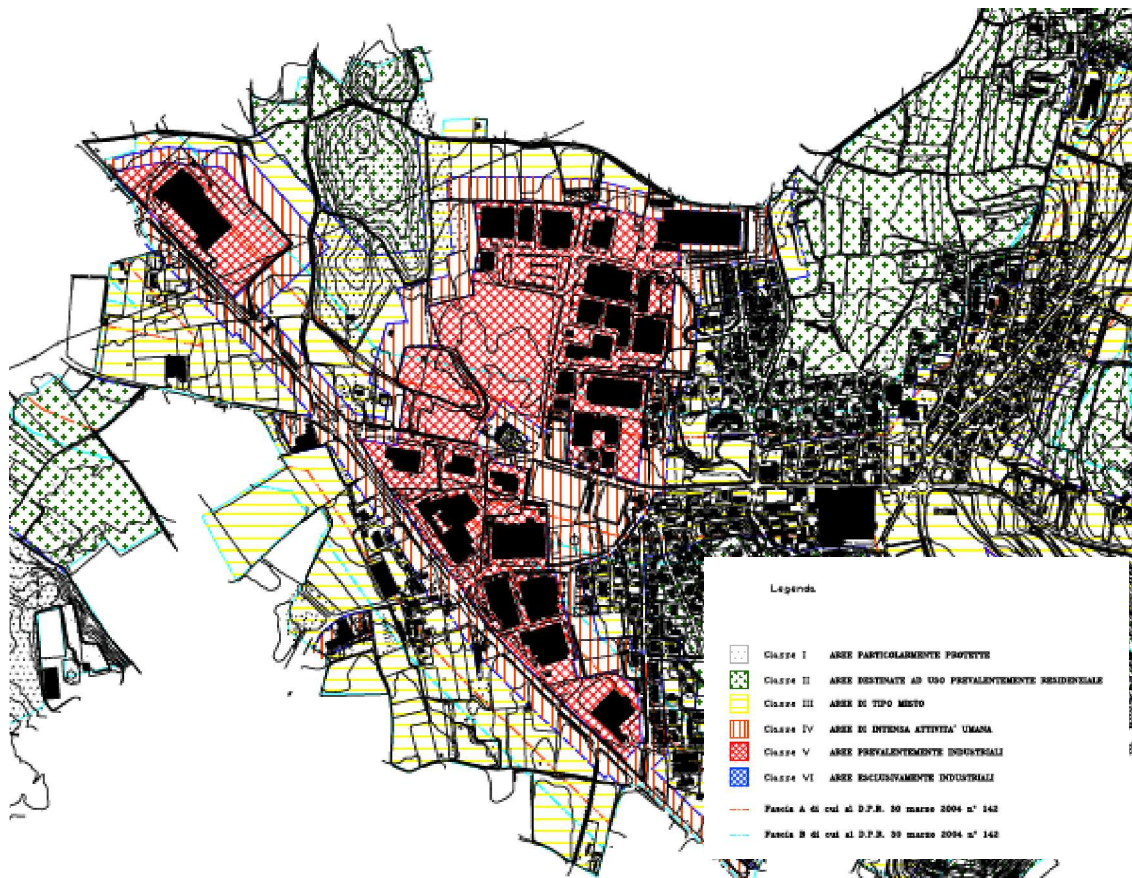 Legenda
Classe I AREE PARTICOLARMENTE PROTETTE
Classe II AREE DESTINATE AD USO PREVALENTEMENTE RESIDENZIALE
Classe III AREE DI TIPO MISTO
Classe IV AREE DI INTENSA ATTIVITA' UMANA
Classe V AREE PREVALENTEMENTE INDUSTRIALI
Classe VI AREE ESCLUSIVAMENTE INDUSTRIALI
Fascia A di cui al D.P.R. 30 marzo 2004 n° 142
Fascia B di cui al D.P.R. 30 marzo 2004 n° 142